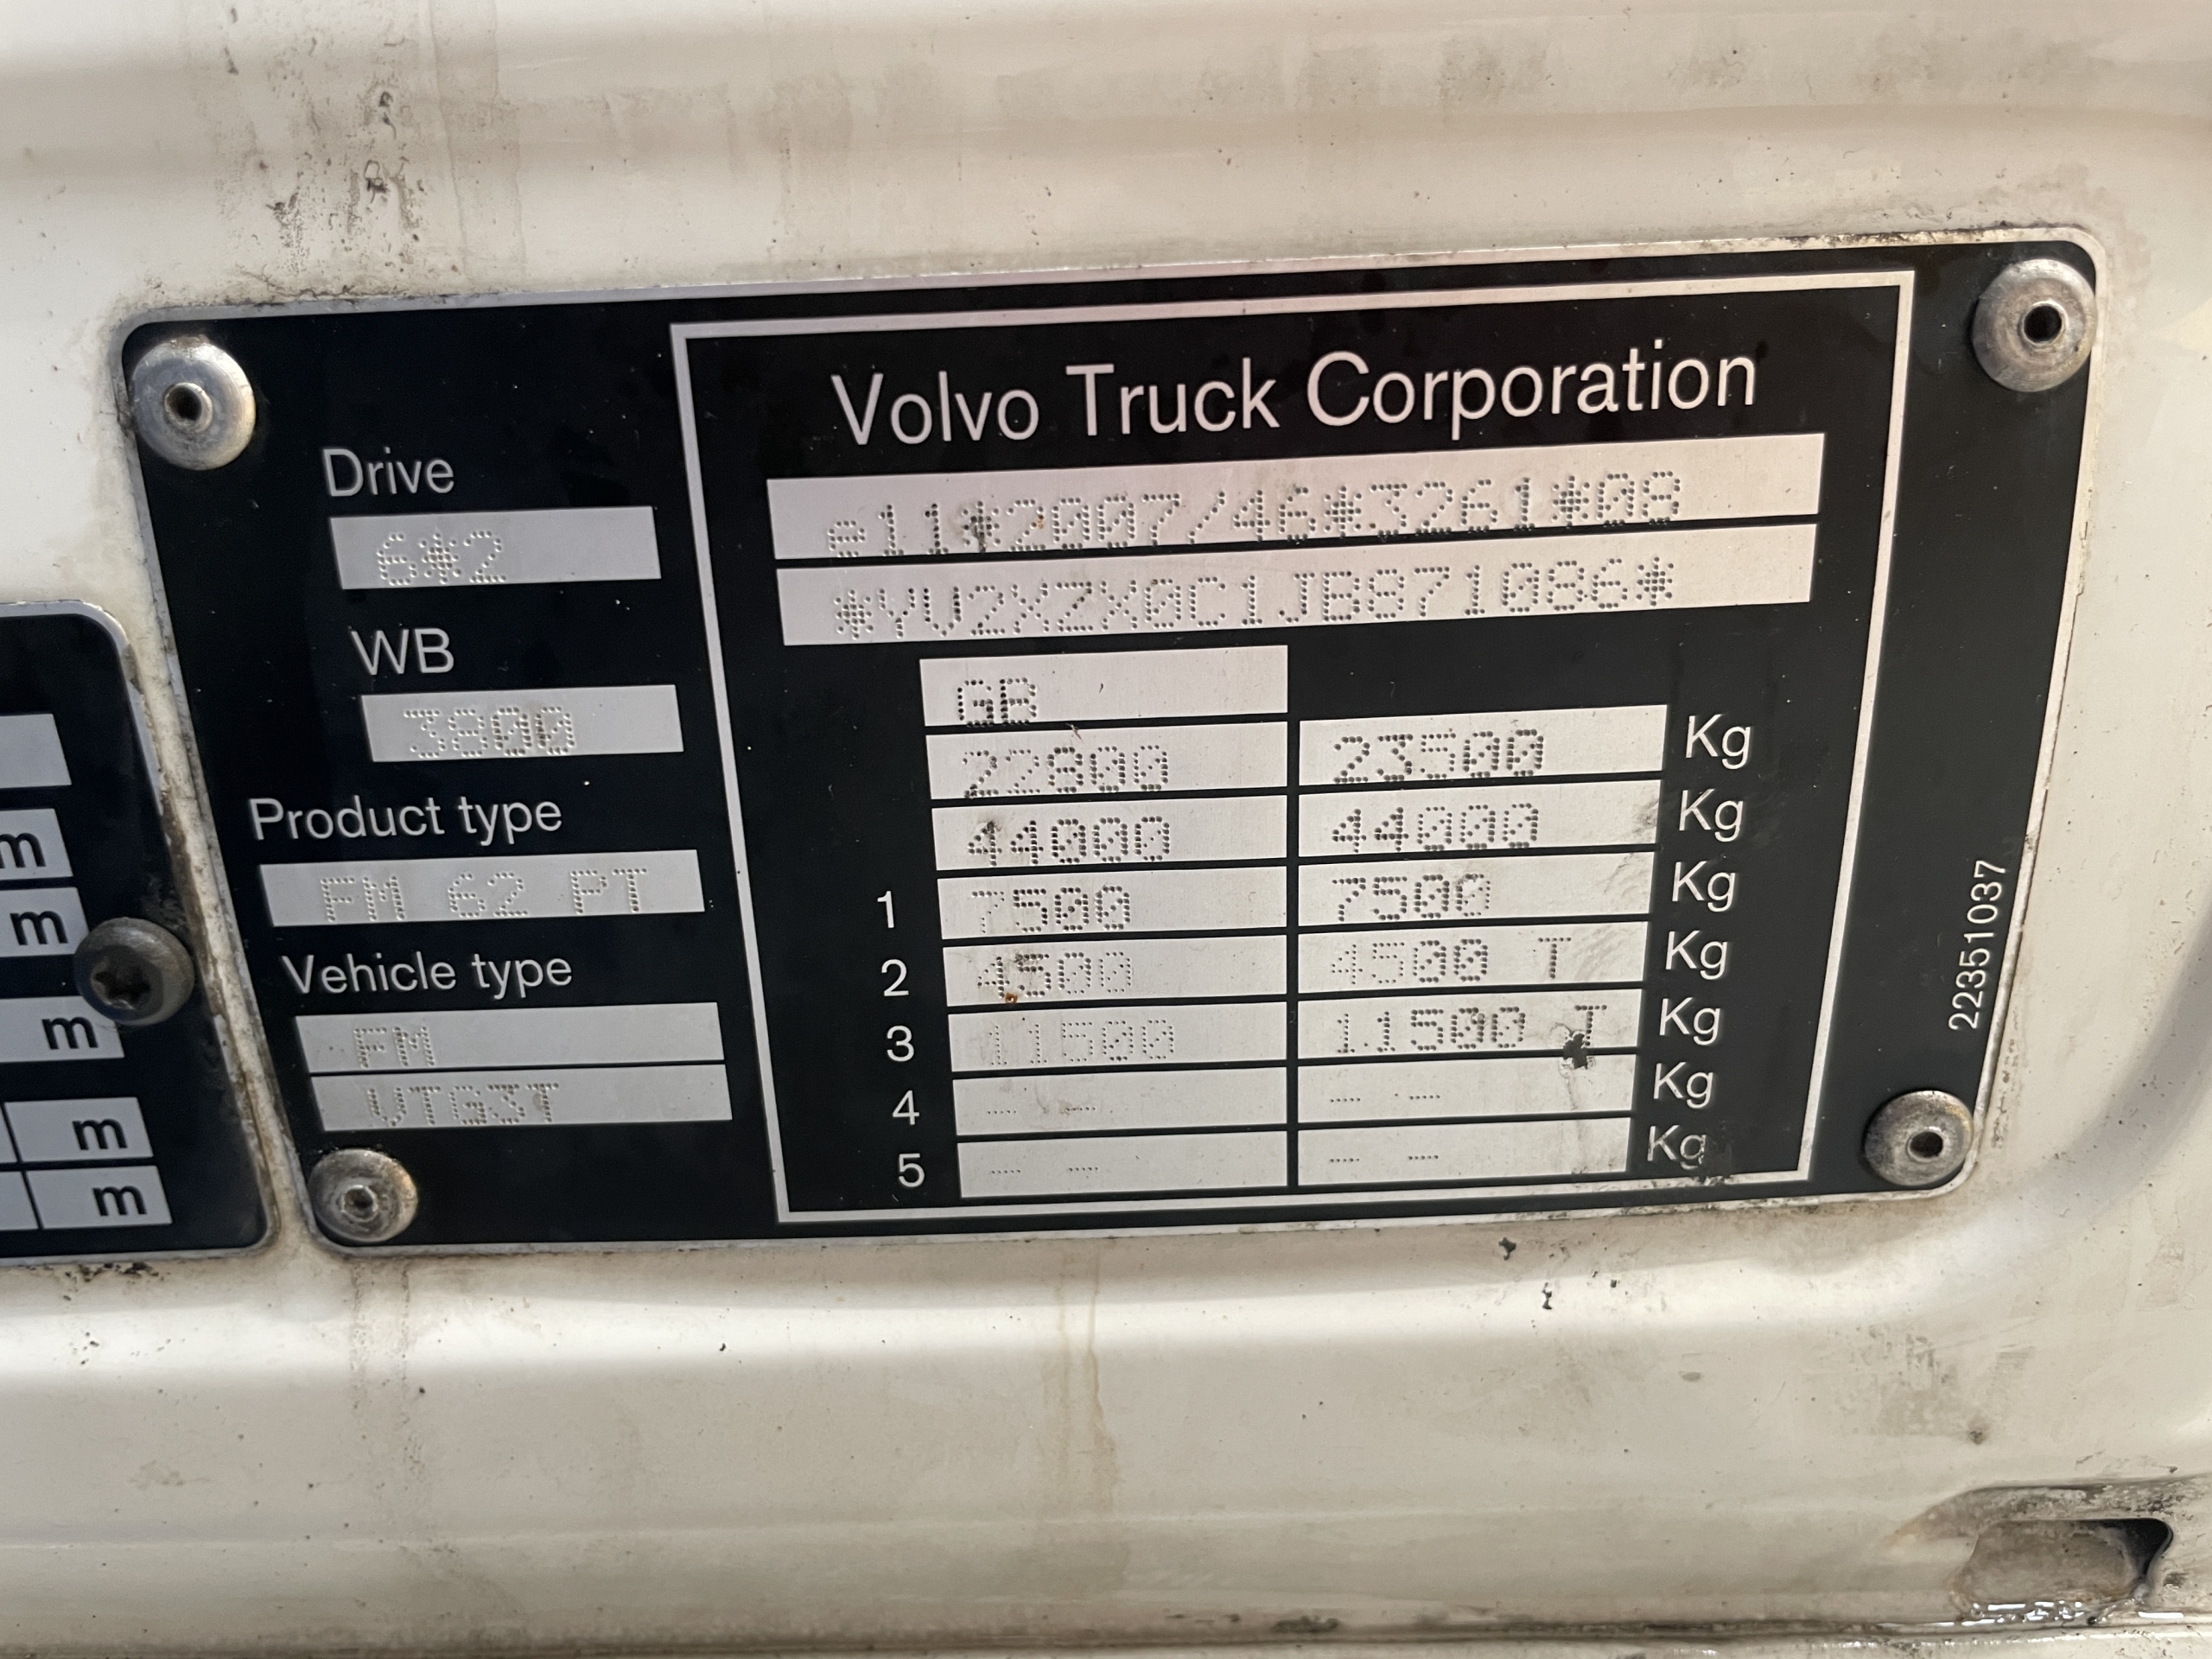 Volvo Truck Corporation
e11*2007/46*3261*08
*YV2XZX0C1JB871086*
GB
22800 23500 Kg
44000 44000 Kg
1 7500 7500 Kg
2 4500 4500 T Kg
3 11500 11500 T Kg
4 -- -- -- -- Kg
5 -- -- -- -- Kg
Drive
6*2
WB
3800
Product type
FM 62 PT
Vehicle type
FM
VTG3T
22351037
m
m
m
m
m